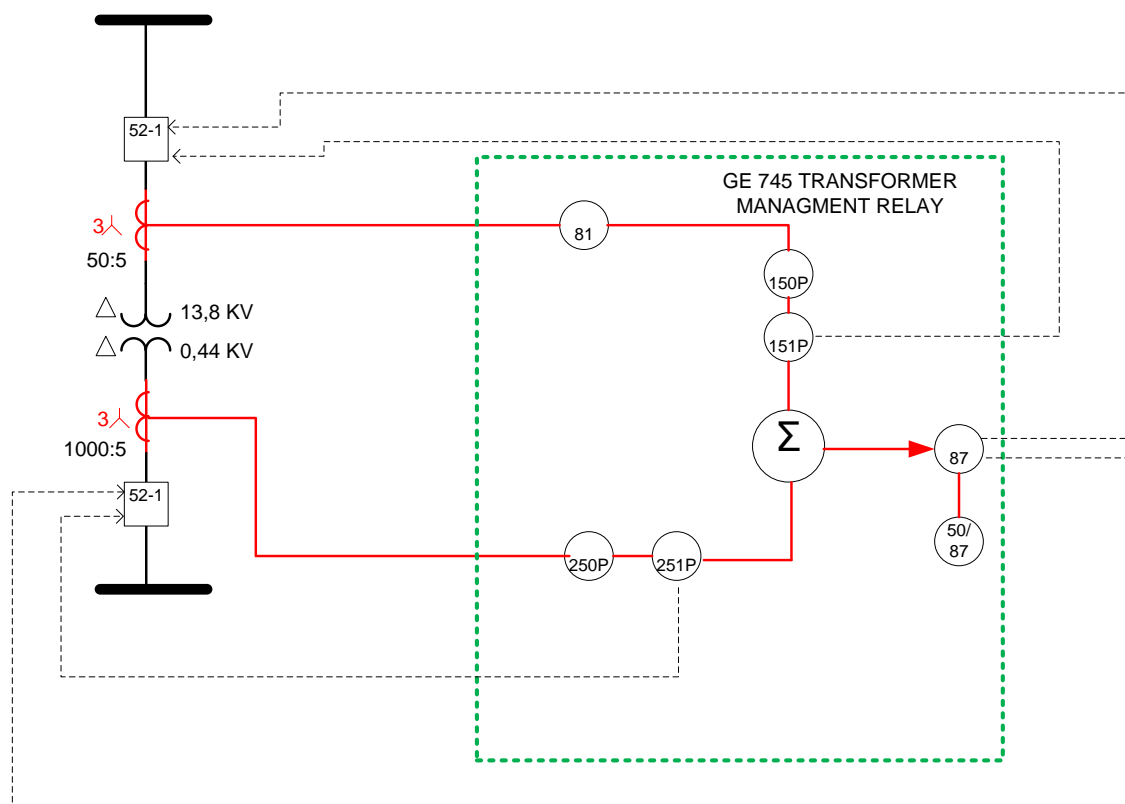 52-1
GE 745 TRANSFORMER
MANAGMENT RELAY
3
81
50:5
150P
13,8 KV
151P
0,44 KV
3
Σ
1000:5
87
52-1
50/
87
250P
251P